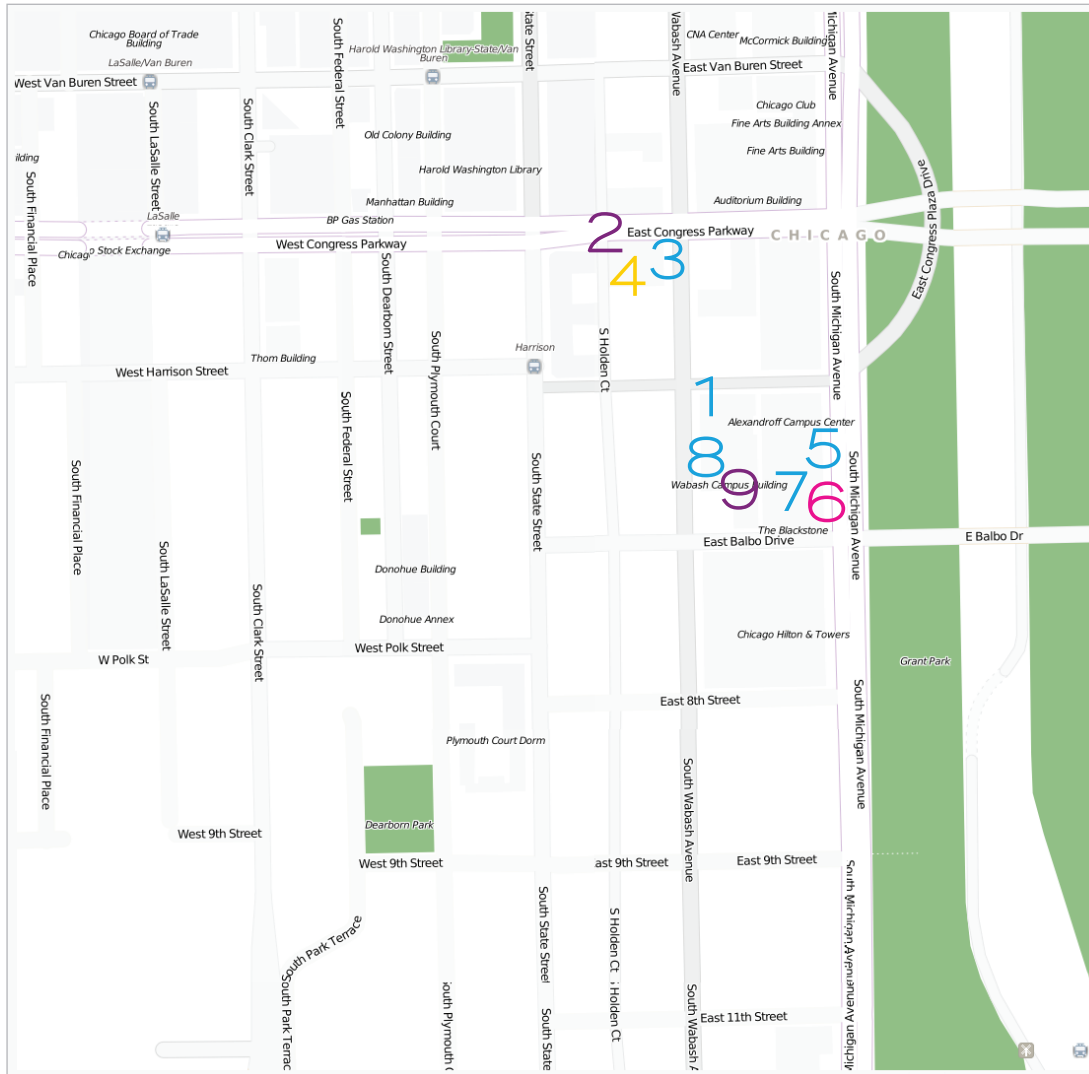 Chicago Board of Trade
Building
LaSalle/Van Buren
West Van Buren Street
South Federal Street
Harold Washington Library-State/Van
Buren
tate Street
Wabash Avenue
CNA Center
McCormick Building
Michigan Avenue
East Van Buren Street
South LaSalle Street
South Clark Street
Old Colony Building
Harold Washington Library
Chicago Club
Fine Arts Building Annex
Fine Arts Building
ilding
South Financial Place
Manhattan Building
Auditorium Building
East Congress Plaza Drive
LaSalle
BP Gas Station
2
East Congress Parkway
CHICAGO
West Congress Parkway
Chicago Stock Exchange
3
4
South Dearborn Street
South Michigan Avenue
South Plymouth Court
S Holden Ct
Harrison
Thorn Building
West Harrison Street
1
South Federal Street
Alexandroff Campus Center
5
8
South Financial Place
South State Street
Wabash Campus Building
9
7
6
South Michigan Avenue
The Blackstone
East Balbo Drive
E Balbo Dr
South LaSalle Street
Donohue Building
South Clark Street
Donohue Annex
Chicago Hilton & Towers
West Polk Street
W Polk St
Grant Park
South Financial Place
East 8th Street
South Michigan Avenue
Plymouth Court Dorm
South Wabash Avenue
Dearborn Park
West 9th Street
West 9th Street
ast 9th Street
East 9th Street
South State Street
S Holden Ct
South Park Terrace
South Park Terrac
South Plymouth C
Holden Ct
South State
South Wabash A
East 11th Street
South Michigan Avenue
Michigan Avenue